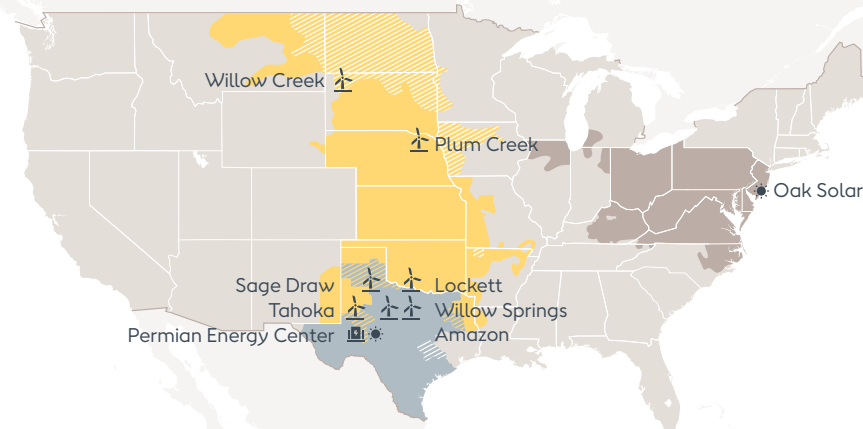 Willow Creek
Plum Creek
Oak Solar
Sage Draw
Lockett
Tahoka
Willow Springs
Permian Energy Center
Amazon